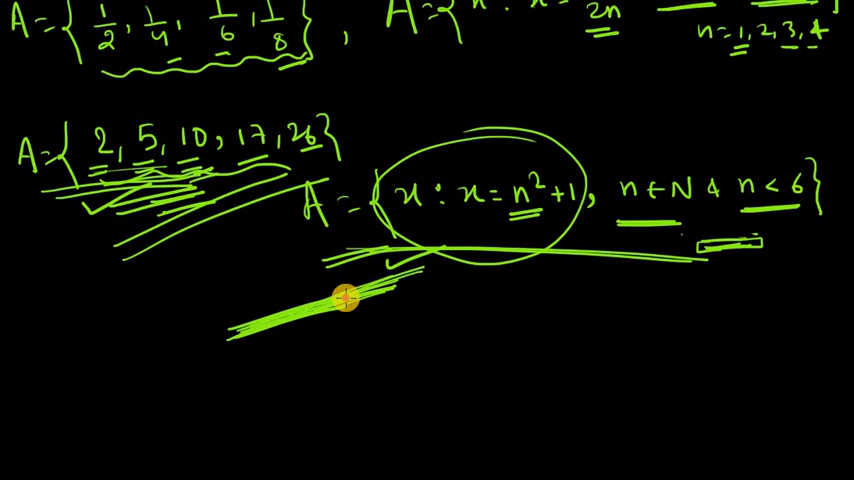 A={1/2, 1/4, 1/6, 1/8}, A={x : x= 2n
n=1,2,3,4
A={2,5,10,17,26}
A={x : x=n²+1, n∈N & n<6}